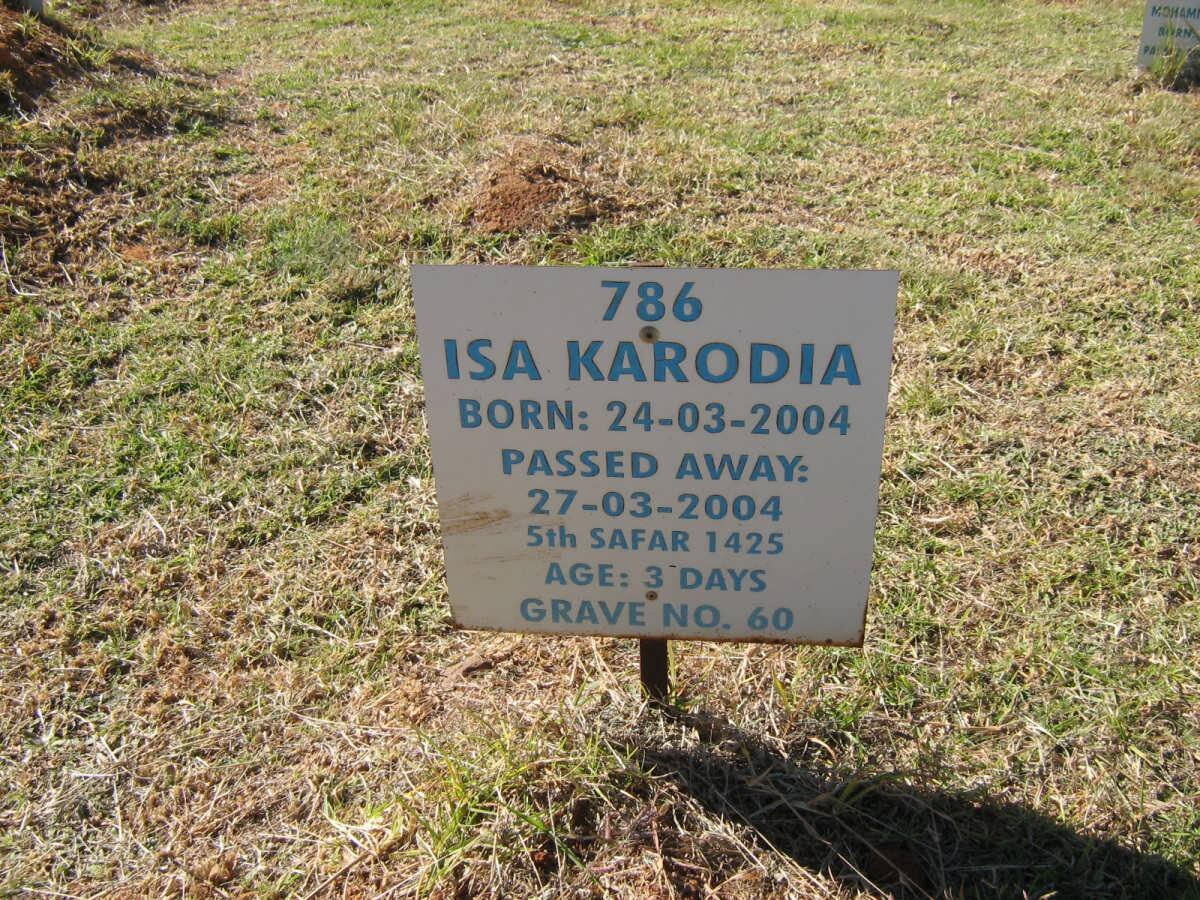 786
ISA KARODIA
BORN: 24-03-2004
PASSED AWAY:
27-03-2004
5th SAFAR 1425
AGE: 3 DAYS
GRAVE NO. 60
BORN: